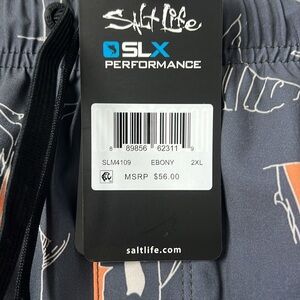 Salt Life
SLX
PERFORMANCE
8 89856 62311 9
SLM4109 EBONY 2XL
MSRP $56.00
saltlife.com